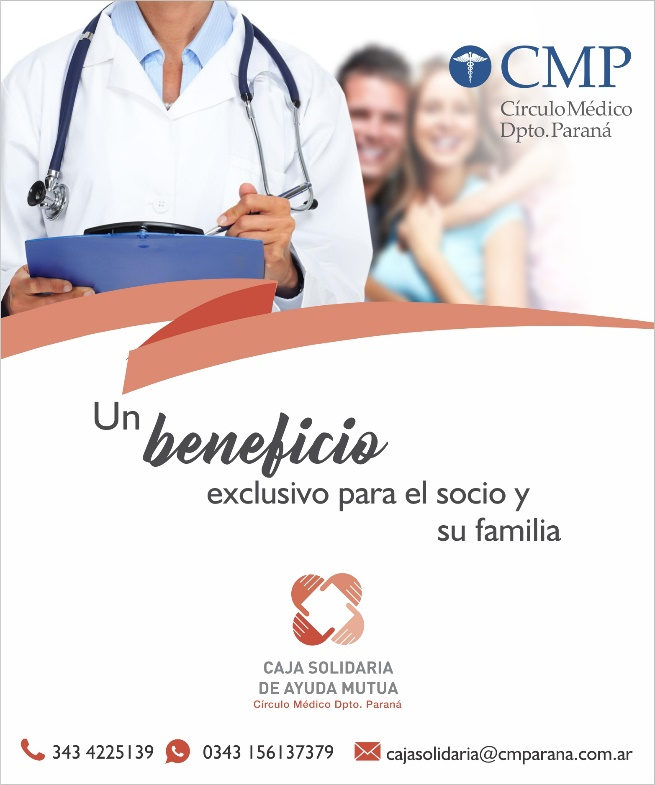 CMP
Círculo Médico
Dpto. Paraná
Un
beneficio
exclusivo para el socio y
su familia
CAJA SOLIDARIA
DE AYUDA MUTUA
Círculo Médico Dpto. Paraná
343 4225139 0343 156137379 cajasolidaria@cmparana.com.ar